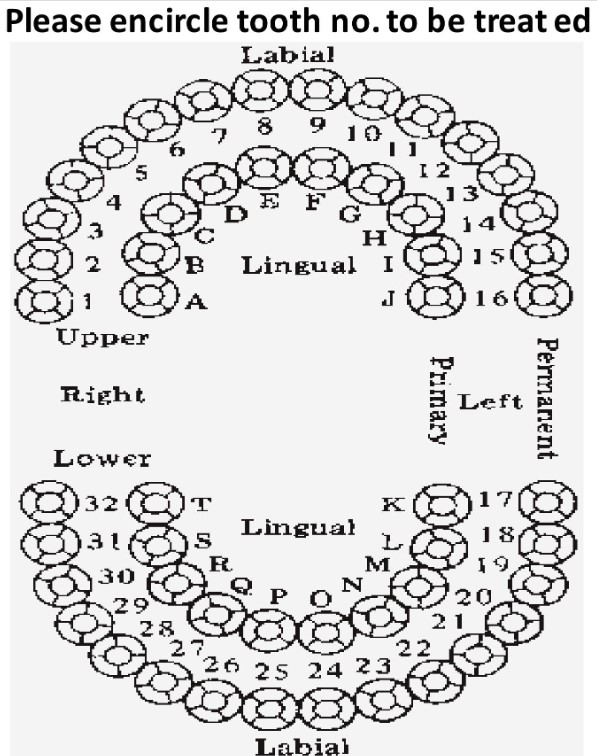 Please encircle tooth no. to be treat ed
Labial
8 9
7 10
6 11
5 12
4 13
3 14
2 15
1 16
E F
D G
C H
B Lingual I
A J
Upper
Right
Primary
Left
Permanent
Lower
32 T K 17
31 S Lingual L 18
30 R M 19
29 Q N 20
28 P O 21
27 22
26 25 24 23
Labial